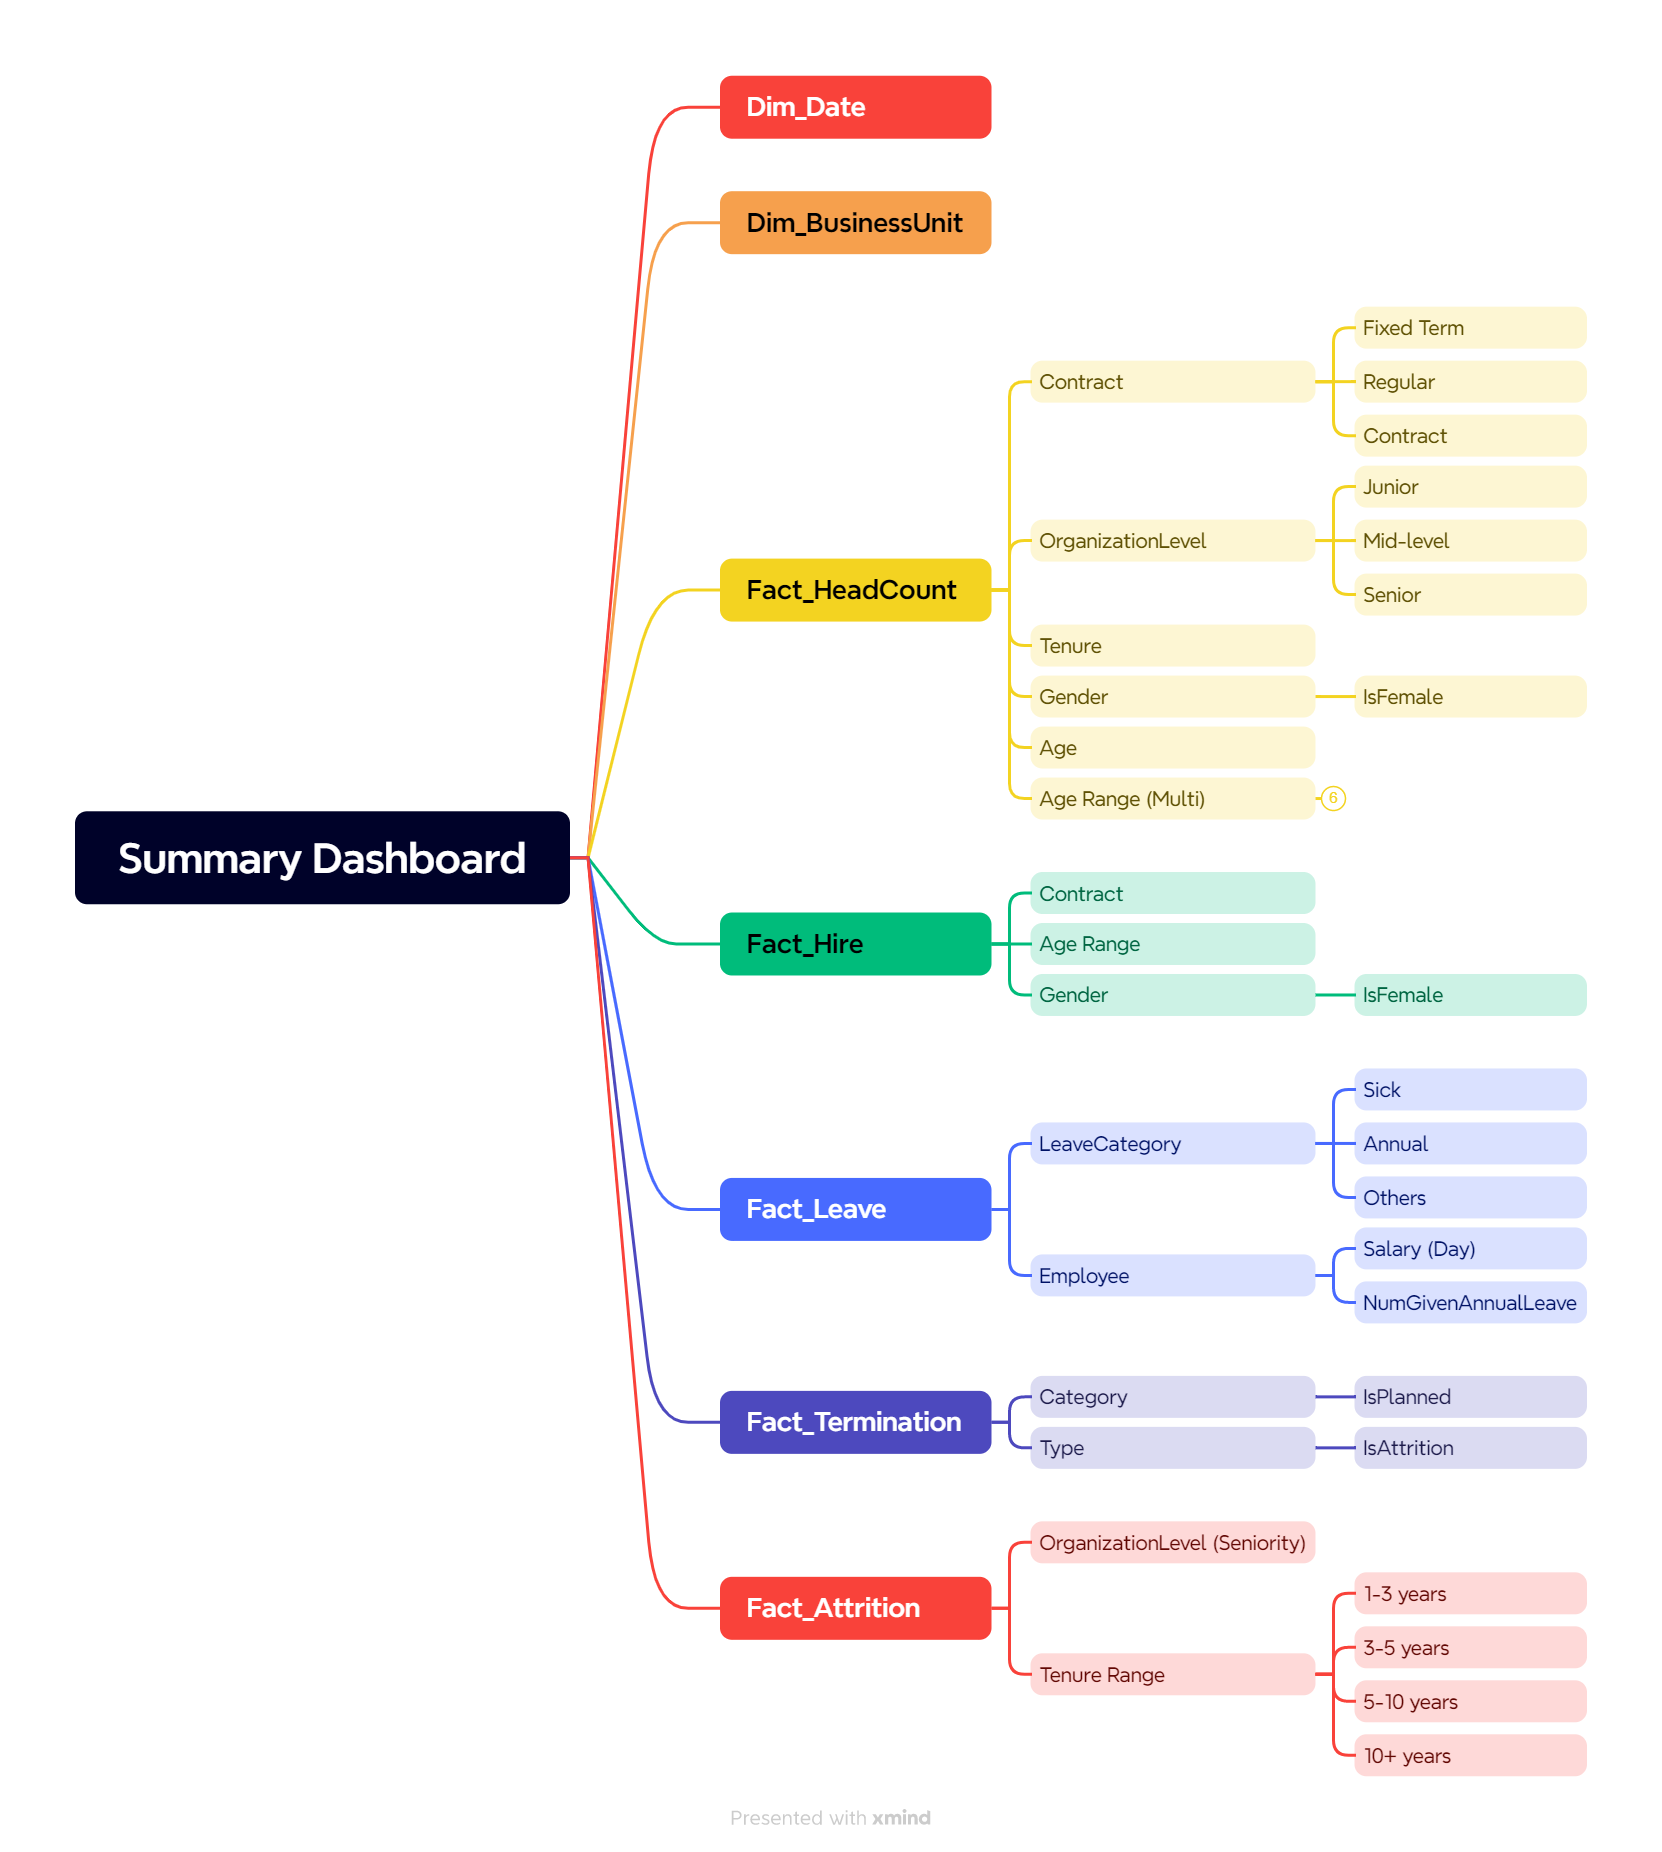 Summary Dashboard
Dim_Date
Dim_BusinessUnit
Fact_HeadCount
Contract
Fixed Term
Regular
Contract
OrganizationLevel
Junior
Mid-level
Senior
Tenure
Gender
IsFemale
Age
Age Range (Multi)
6
Fact_Hire
Contract
Age Range
Gender
IsFemale
Fact_Leave
LeaveCategory
Sick
Annual
Others
Employee
Salary (Day)
NumGivenAnnualLeave
Fact_Termination
Category
IsPlanned
Type
IsAttrition
Fact_Attrition
OrganizationLevel (Seniority)
Tenure Range
1-3 years
3-5 years
5-10 years
10+ years
Presented with xmind